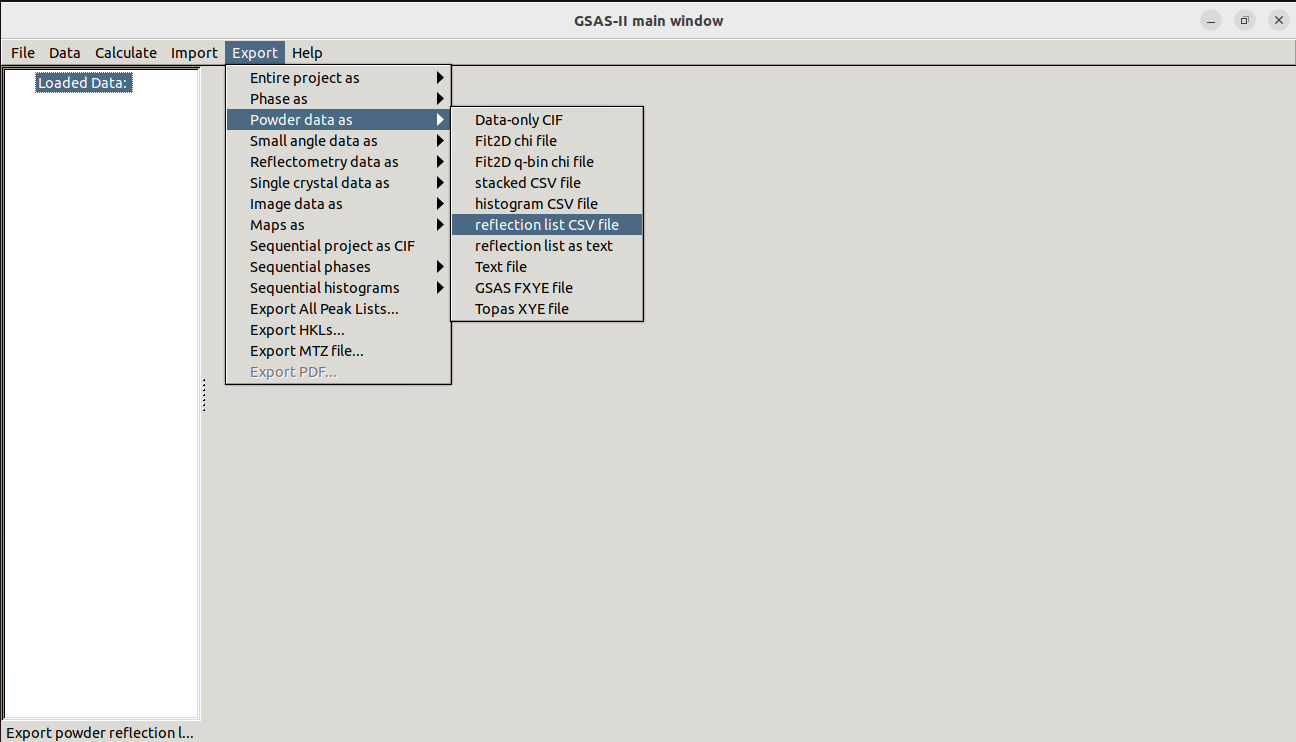 GSAS-II main window
File Data Calculate Import Export Help
Loaded Data:
Entire project as
Phase as
Powder data as
Small angle data as
Reflectometry data as
Single crystal data as
Image data as
Maps as
Sequential project as CIF
Sequential phases
Sequential histograms
Export All Peak Lists...
Export HKLs...
Export MTZ file...
Export PDF...
Data-only CIF
Fit2D chi file
Fit2D q-bin chi file
stacked CSV file
histogram CSV file
reflection list CSV file
reflection list as text
Text file
GSAS FXYE file
Topas XYE file
Export powder reflection l...